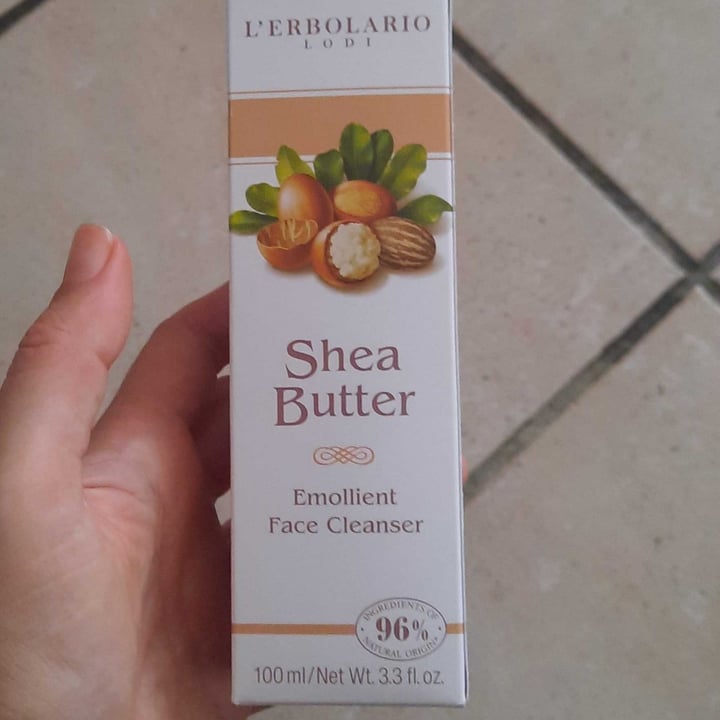 L'ERBOLARIO
LODI
Shea
Butter
Emollient
Face Cleanser
INGREDIENTS OF
96%
NATURAL ORIGIN*
100 ml/Net Wt. 3.3 fl. oz.